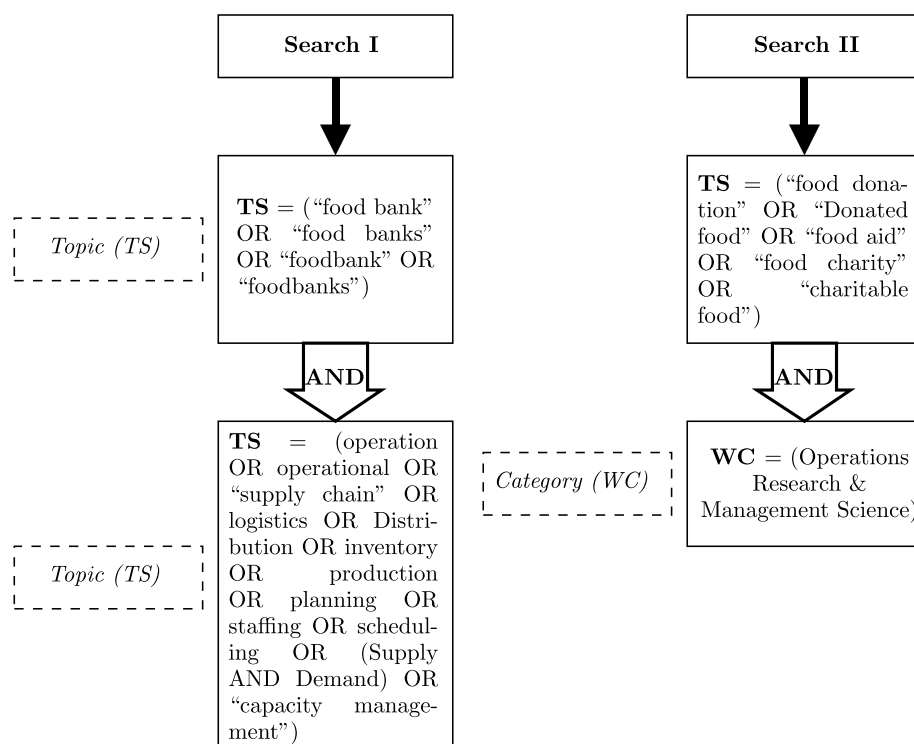 Search I
Search II
Topic (TS)
TS = (“food bank”
OR “food banks”
OR “foodbank” OR
“foodbanks”)
TS = (“food dona-
tion” OR “Donated
food” OR “food aid”
OR “food charity”
OR “charitable
food”)
AND
AND
Topic (TS)
TS = (operation
OR operational OR
“supply chain” OR
logistics OR Distri-
bution OR inventory
OR production
OR planning OR
staffing OR schedul-
ing OR (Supply
AND Demand) OR
“capacity manage-
ment”)
Category (WC)
WC = (Operations
Research &
Management Science)